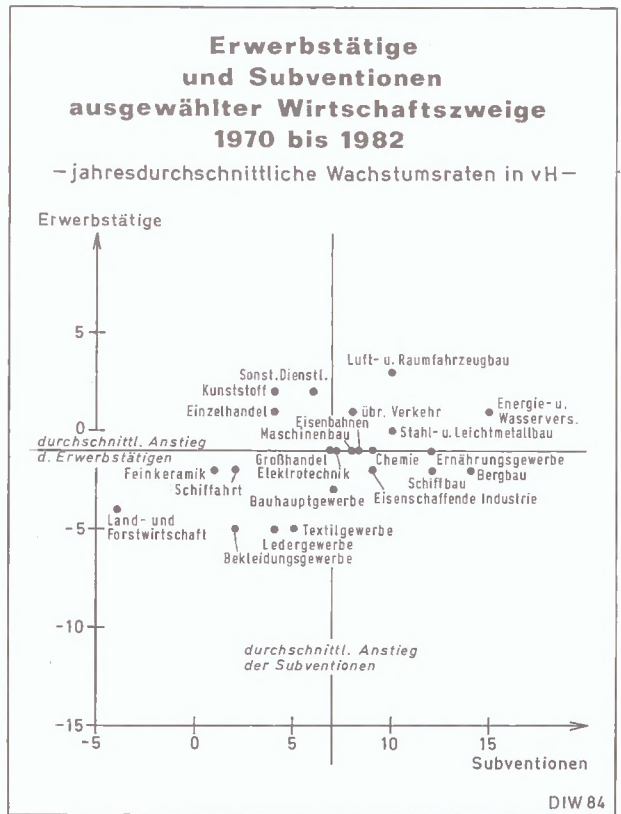 Erwerbstätige
und Subventionen
ausgewählter Wirtschaftszweige
1970 bis 1982
—jahresdurchschnittliche Wachstumsraten in vH—
Erwerbstätige
5
0
-5
-10
-15
Luft- u. Raumfahrzeugbau
Sonst.Dienstl.
Kunststoff
Einzelhandel
übr. Verkehr
Energie- u.
Wasservers.
Eisenbahnen
Maschinenbau
Stahl- u. Leichtmetallbau
durchschnittl. Anstieg
d. Erwerbstätigen
Großhandel
Chemie
Ernährungsgewerbe
Feinkeramik
Elektrotechnik
Schiffbau
Bergbau
Schiffahrt
Bauhauptgewerbe
Eisenschaffende Industrie
Land- und
Forstwirtschaft
Textilgewerbe
Ledergewerbe
Bekleidungsgewerbe
durchschnittl. Anstieg
der Subventionen
-5 0 5 10 15
Subventionen
DIW 84